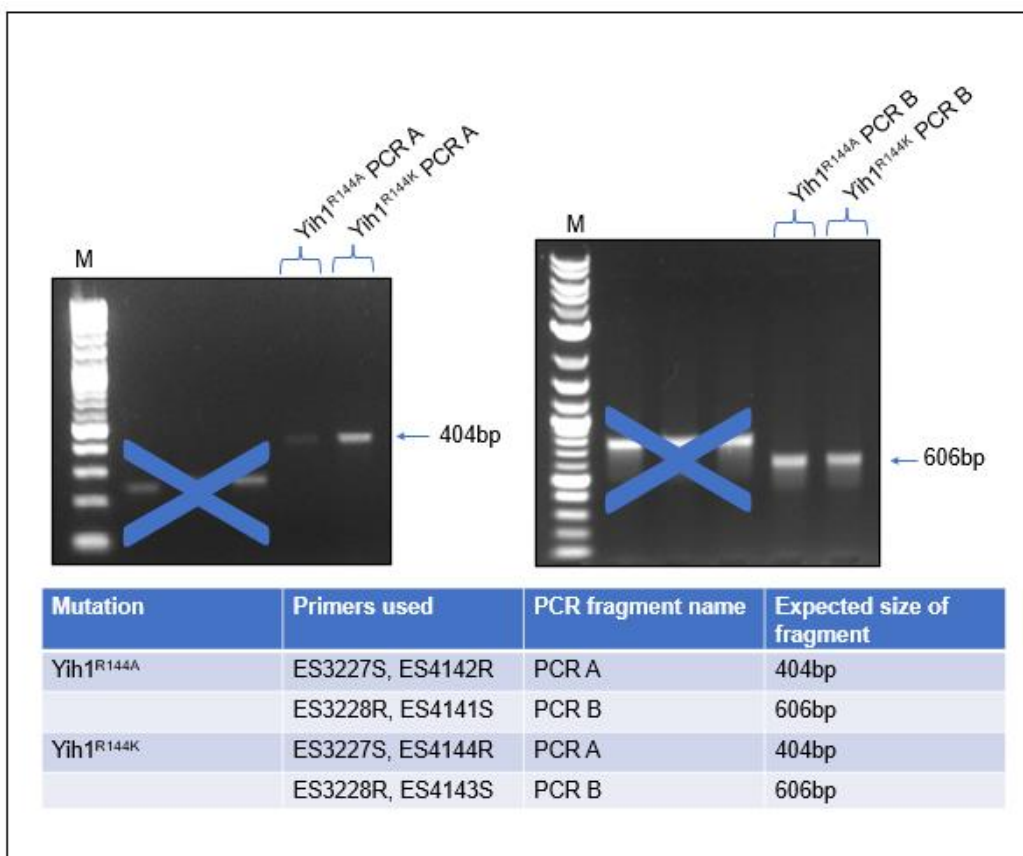 Yih1ᴿ¹⁴⁴ᴬ PCR A
Yih1ᴿ¹⁴⁴ᴷ PCR A
M
404bp
Yih1ᴿ¹⁴⁴ᴬ PCR B
Yih1ᴿ¹⁴⁴ᴷ PCR B
M
606bp
Mutation Primers used PCR fragment name Expected size of
fragment
Yih1ᴿ¹⁴⁴ᴬ ES3227S, ES4142R PCR A 404bp
ES3228R, ES4141S PCR B 606bp
Yih1ᴿ¹⁴⁴ᴷ ES3227S, ES4144R PCR A 404bp
ES3228R, ES4143S PCR B 606bp